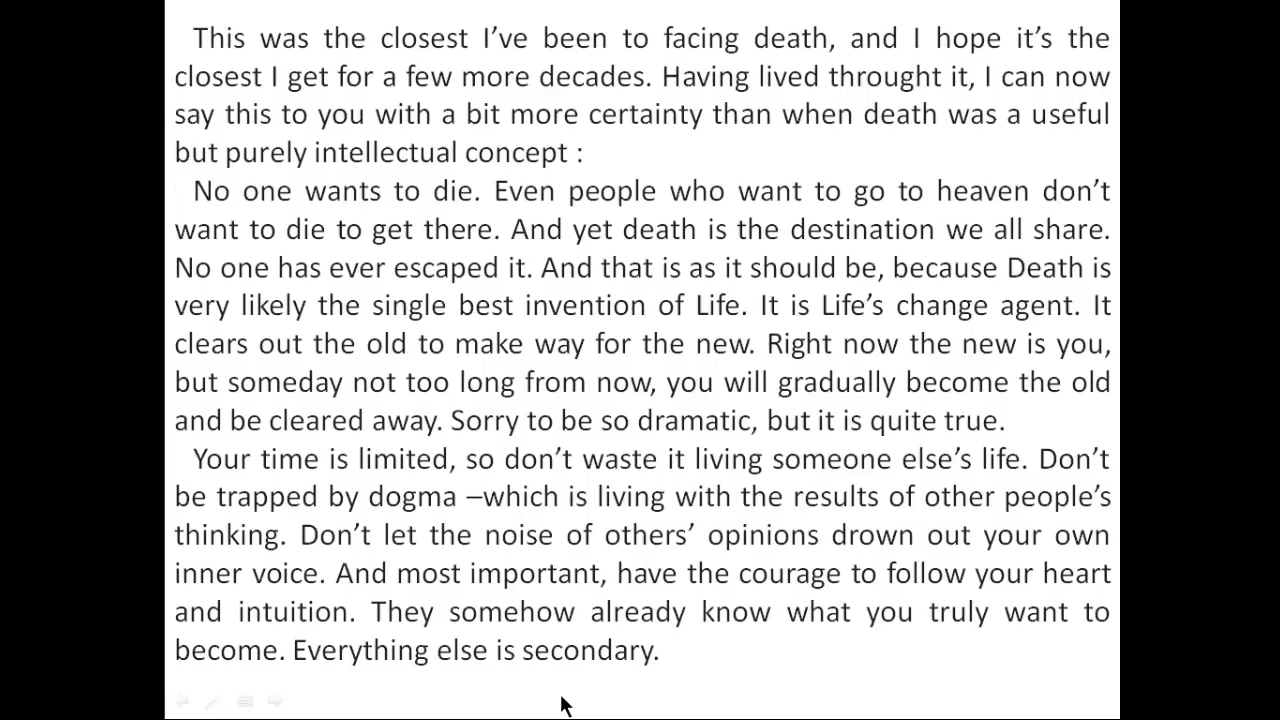 This was the closest I’ve been to facing death, and I hope it’s the
closest I get for a few more decades. Having lived throught it, I can now
say this to you with a bit more certainty than when death was a useful
but purely intellectual concept :
No one wants to die. Even people who want to go to heaven don’t
want to die to get there. And yet death is the destination we all share.
No one has ever escaped it. And that is as it should be, because Death is
very likely the single best invention of Life. It is Life’s change agent. It
clears out the old to make way for the new. Right now the new is you,
but someday not too long from now, you will gradually become the old
and be cleared away. Sorry to be so dramatic, but it is quite true.
Your time is limited, so don’t waste it living someone else’s life. Don’t
be trapped by dogma –which is living with the results of other people’s
thinking. Don’t let the noise of others’ opinions drown out your own
inner voice. And most important, have the courage to follow your heart
and intuition. They somehow already know what you truly want to
become. Everything else is secondary.